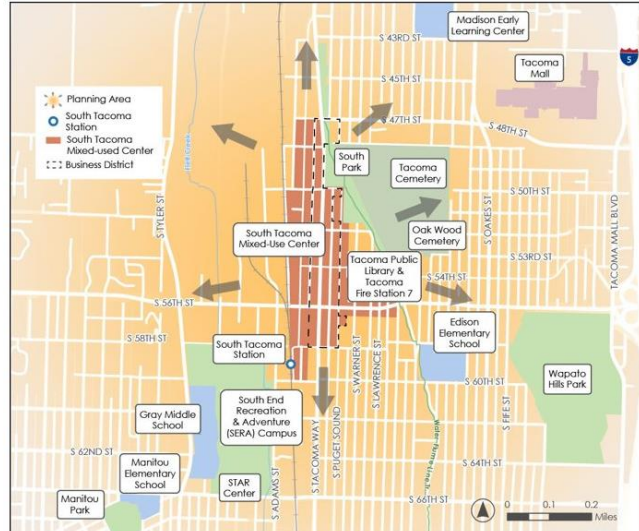 Madison Early
Learning Center
S 43RD ST
5
Tacoma
Mall
S 45TH ST
Planning Area
South Tacoma
Station
South Tacoma
Mixed-used Center
Business District
S 47TH ST
S 48TH ST
South
Park
Tacoma
Cemetery
S 50TH ST
S TYLER ST
S OAKES ST
TACOMA MALL BLVD
Oak Wood
Cemetery
South Tacoma
Mixed-Use Center
S 53RD ST
Tacoma Public
Library &
Tacoma
Fire Station 7
S 54TH ST
S 56TH ST
S 58TH ST
Edison
Elementary
School
South Tacoma
Station
S WARNER ST
S LAWRENCE ST
S 60TH ST
Wapato
Hills Park
S FIFE ST
South End
Recreation
& Adventure
(SERA) Campus
Gray Middle
School
S TACOMA WAY
S PUGET SOUND
S 62ND ST
Manitou
Elementary
School
STAR
Center
S ADAMS ST
S 64TH ST
Manitou
Park
S 66TH ST
0
0.2
Miles